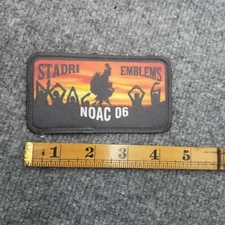 STADRI EMBLEMS
NOAC 06
1 2 3 4 5